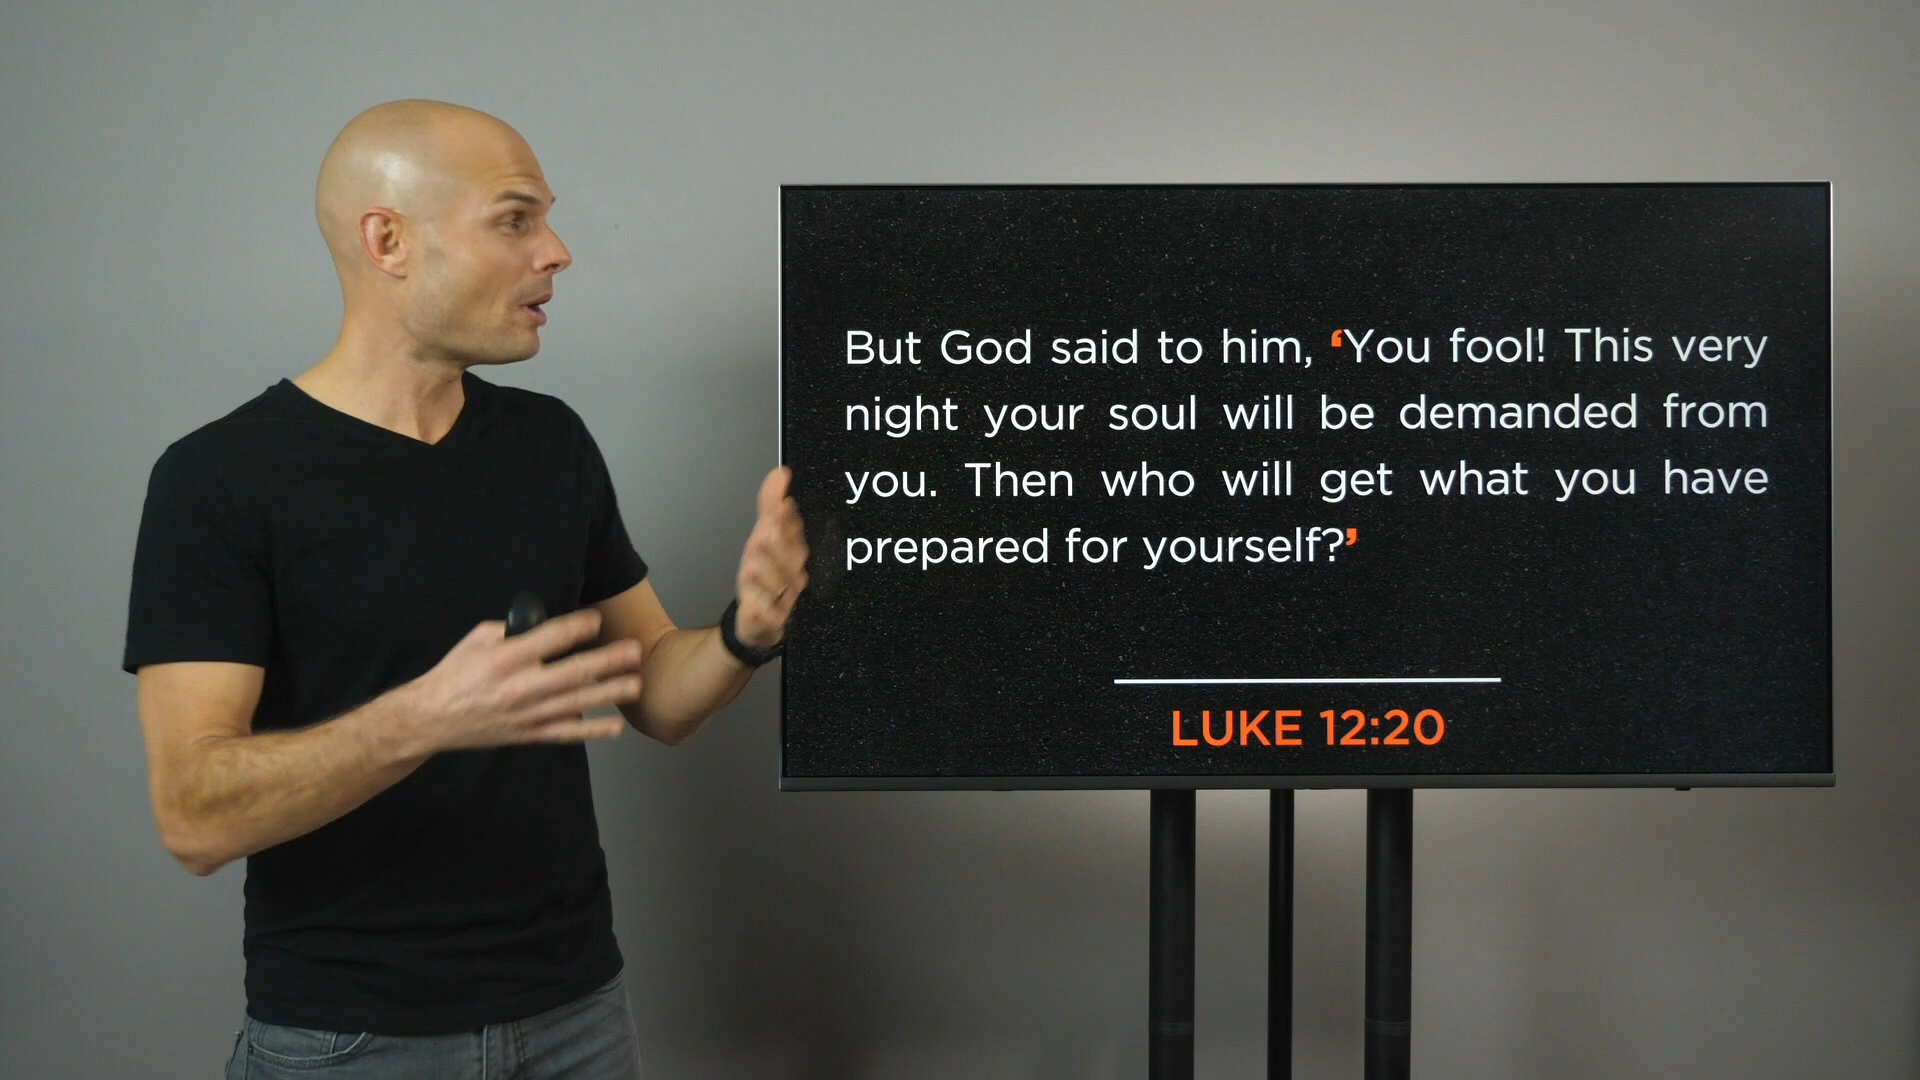 But God said to him, ‘You fool! This very
night your soul will be demanded from
you. Then who will get what you have
prepared for yourself?’
LUKE 12:20